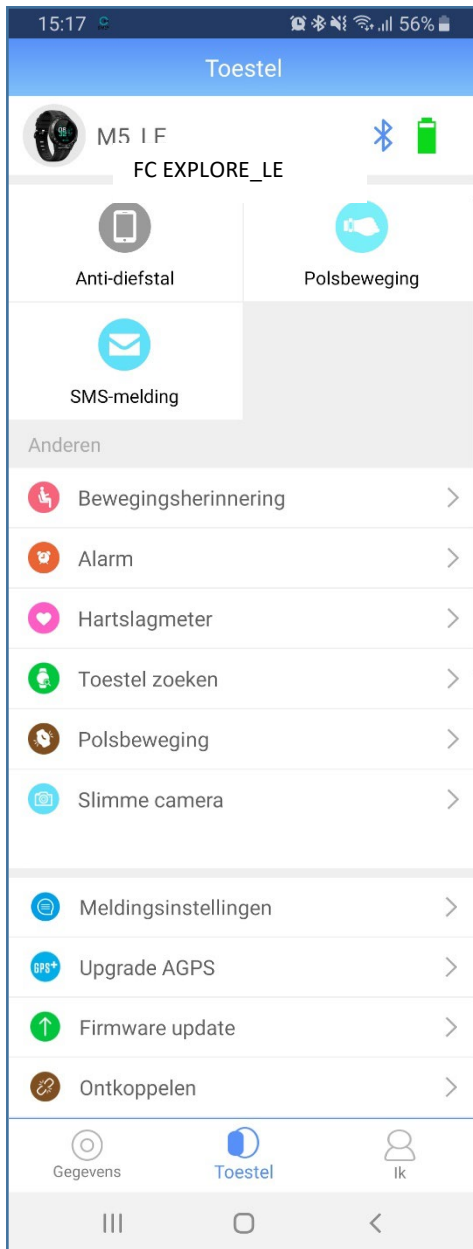 15:17 56%
Toestel
M5_LE
FC EXPLORE_LE
Anti-diefstal Polsbeweging
SMS-melding
Anderen
Bewegingsherinnering
Alarm
Hartslagmeter
Toestel zoeken
Polsbeweging
Slimme camera
Meldingsinstellingen
GPS+ Upgrade AGPS
Firmware update
Ontkoppelen
Gegevens Toestel Ik